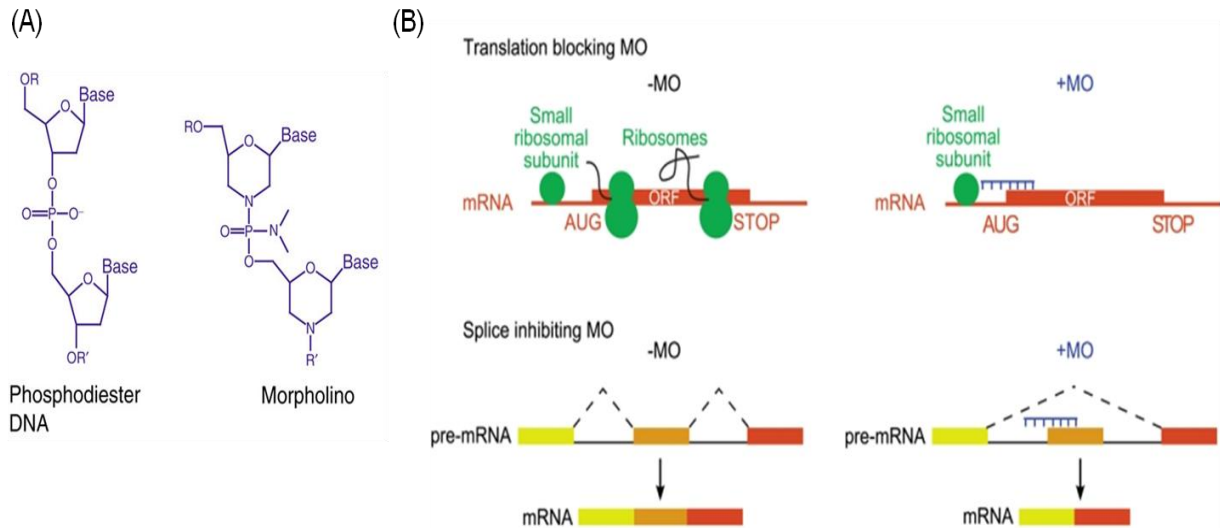 (A)
OR
Base
O
O
O=P-O-
O
Base
O
OR'
Phosphodiester
DNA
RO
O
Base
N
O=P-N
O
Base
O
N
R'
Morpholino
(B)
Translation blocking MO
-MO
Small
ribosomal
subunit
Ribosomes
mRNA
ORF
AUG
STOP
+MO
Small
ribosomal
subunit
mRNA
ORF
AUG
STOP
Splice inhibiting MO
-MO
pre-mRNA
mRNA
+MO
pre-mRNA
mRNA